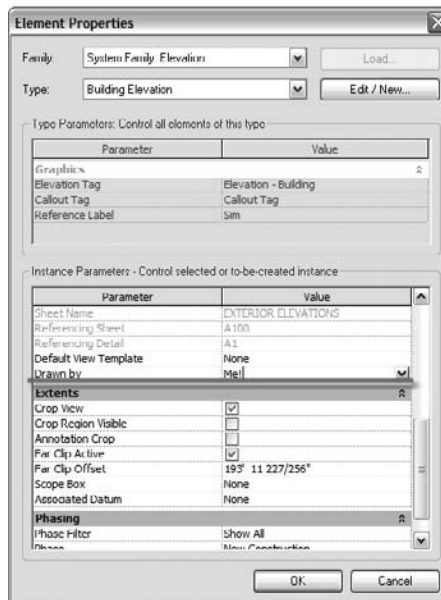 Element Properties
Family: System Family: Elevation Load...
Type: Building Elevation Edit / New...
Type Parameters: Control all elements of this type
Parameter Value
Graphics
Elevation Tag Elevation - Building
Callout Tag Callout Tag
Reference Label Sim
Instance Parameters - Control selected or to-be-created instance
Parameter Value
Sheet Name EXTERIOR ELEVATIONS
Referencing Sheet A100
Referencing Detail A1
Default View Template None
Drawn by Me!
Extents
Crop View
Crop Region Visible
Annotation Crop
Far Clip Active
Far Clip Offset 193' 11 227/256"
Scope Box None
Associated Datum None
Phasing
Phase Filter Show All
Phase New Construction
OK Cancel